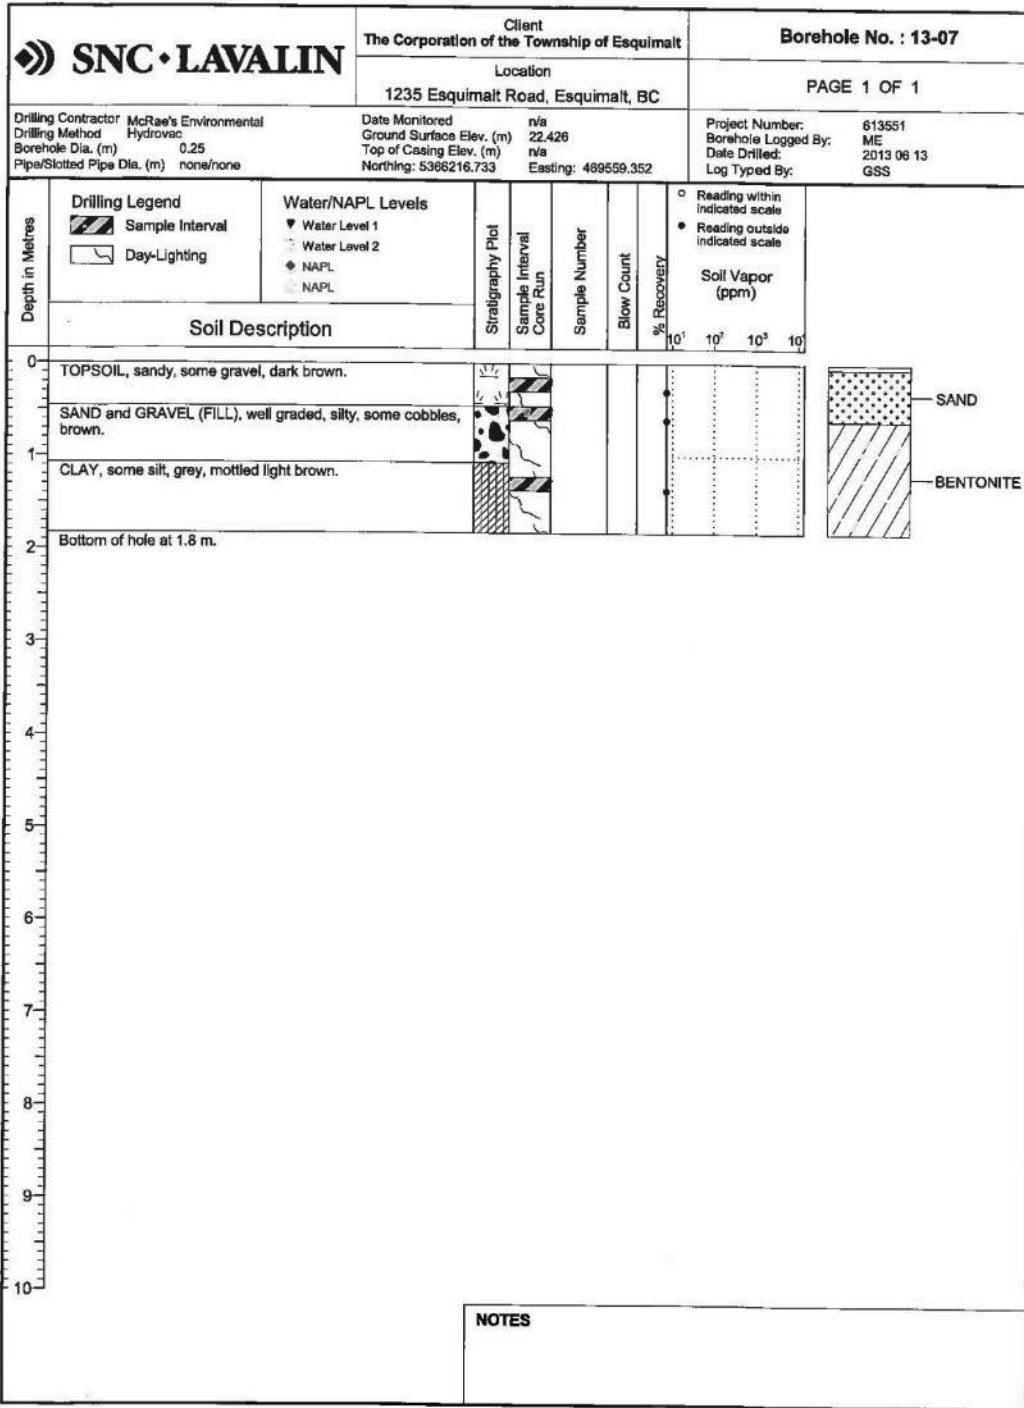 SNC•LAVALIN
Client
The Corporation of the Township of Esquimalt
Location
1235 Esquimalt Road, Esquimalt, BC
Borehole No. : 13-07
PAGE 1 OF 1
Drilling Contractor McRae's Environmental
Drilling Method Hydrovac
Borehole Dia. (m) 0.25
Pipe/Slotted Pipe Dia. (m) none/none
Date Monitored n/a
Ground Surface Elev. (m) 22.426
Top of Casing Elev. (m) n/a
Northing: 5366216.733 Easting: 469559.352
Project Number: 613551
Borehole Logged By: ME
Date Drilled: 2013 06 13
Log Typed By: GSS
Depth in Metres
Drilling Legend
Sample Interval
Day-Lighting
Water/NAPL Levels
Water Level 1
Water Level 2
NAPL
NAPL
Soil Description
Stratigraphy Plot
Sample Interval
Core Run
Sample Number
Blow Count
% Recovery
Reading within
indicated scale
Reading outside
indicated scale
Soil Vapor
(ppm)
10¹ 10² 10³ 10⁴
0
TOPSOIL, sandy, some gravel, dark brown.
SAND and GRAVEL (FILL), well graded, silty, some cobbles,
brown.
SAND
1
CLAY, some silt, grey, mottled light brown.
BENTONITE
2
Bottom of hole at 1.8 m.
3
4
5
6
7
8
9
10
NOTES